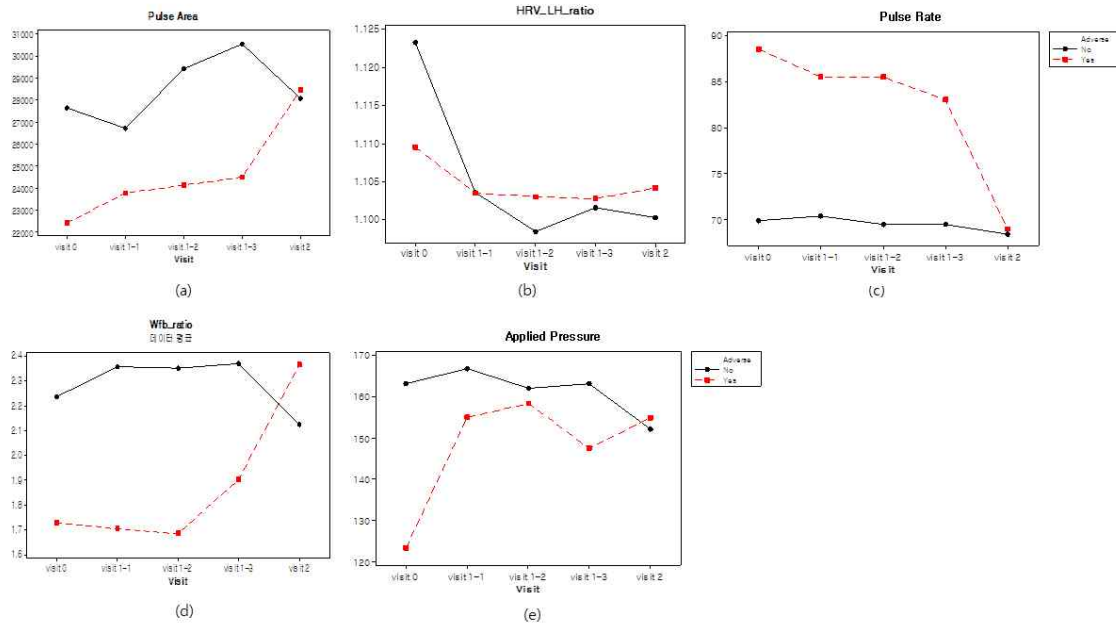 Pulse Area
31000
30000
29000
28000
27000
26000
25000
24000
23000
22000
visit 0
visit 1-1
visit 1-2
visit 1-3
visit 2
Visit
(a)
HRV_LH_ratio
1.125
1.120
1.115
1.110
1.105
1.100
visit 0
visit 1-1
visit 1-2
visit 1-3
visit 2
Visit
(b)
Pulse Rate
90
85
80
75
70
visit 0
visit 1-1
visit 1-2
visit 1-3
visit 2
Visit
(c)
Adverse
No
Yes
Wfb_ratio
데이터 평균
2.4
2.3
2.2
2.1
2.0
1.9
1.8
1.7
1.6
visit 0
visit 1-1
visit 1-2
visit 1-3
visit 2
Visit
(d)
Applied Pressure
170
160
150
140
130
120
visit 0
visit 1-1
visit 1-2
visit 1-3
visit 2
Visit
(e)
Adverse
No
Yes